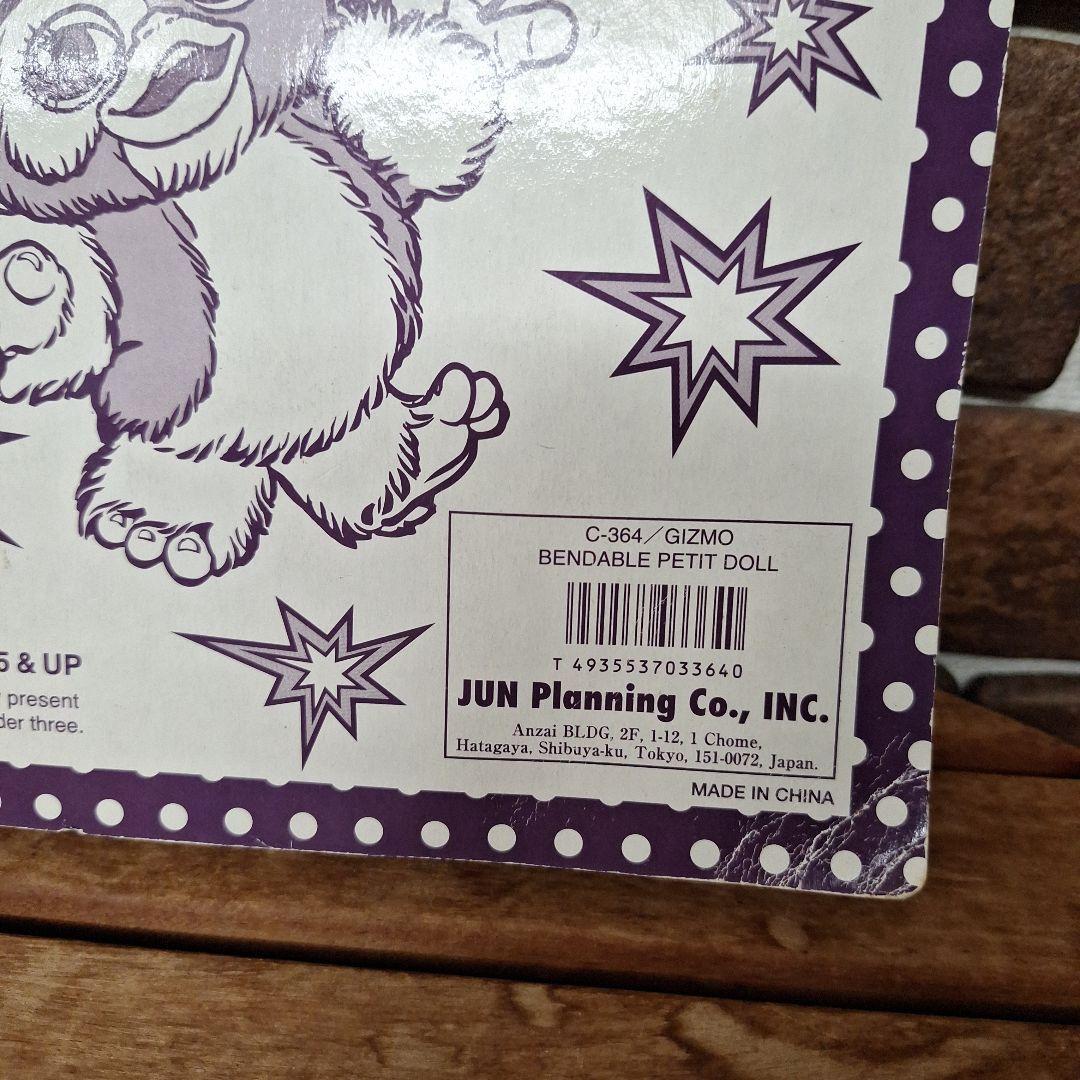 5 & UP
present
der three.
C-364／GIZMO
BENDABLE PETIT DOLL
T 4935537033640
JUN Planning Co., INC.
Anzai BLDG, 2F, 1-12, 1 Chome,
Hatagaya, Shibuya-ku, Tokyo, 151-0072, Japan.
MADE IN CHINA